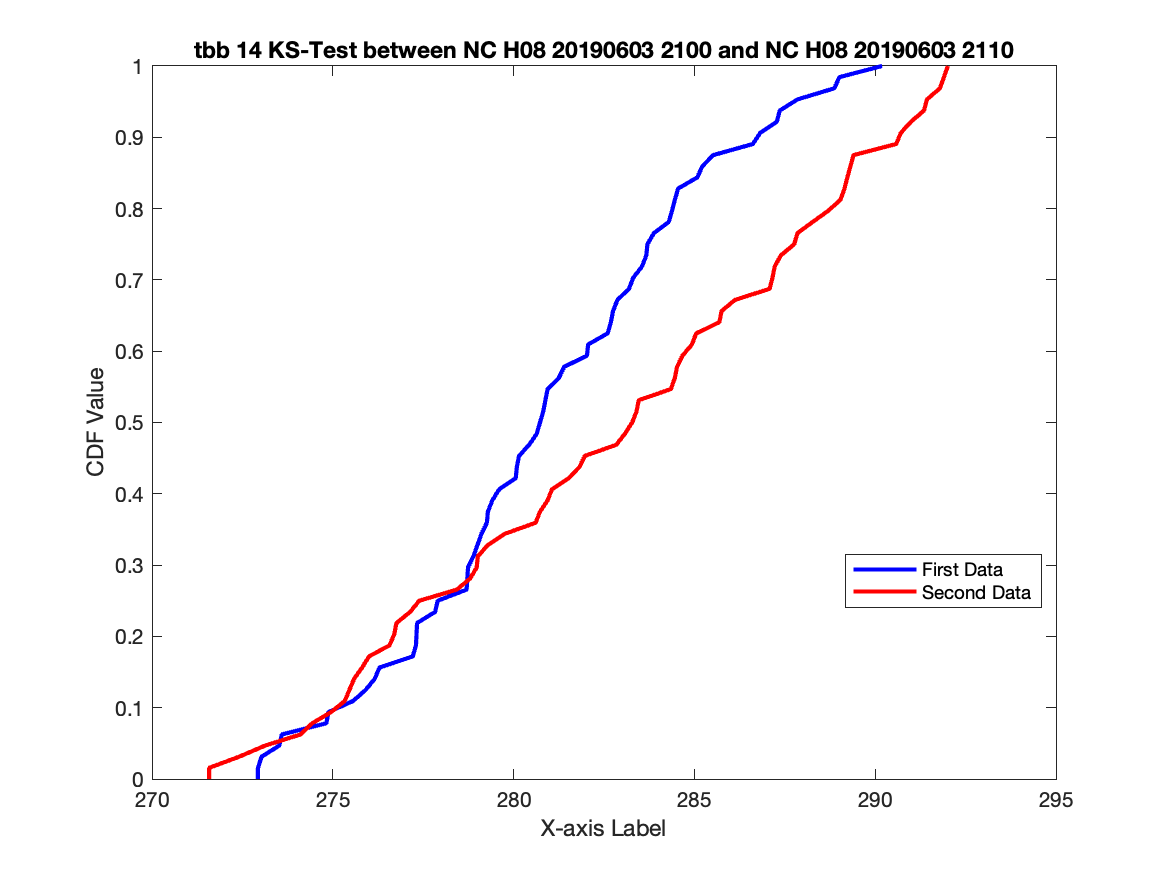 tbb 14 KS-Test between NC H08 20190603 2100 and NC H08 20190603 2110
1
0.9
0.8
0.7
0.6
0.5
0.4
0.3
0.2
0.1
0
CDF Value
First Data
Second Data
270 275 280 285 290 295
X-axis Label